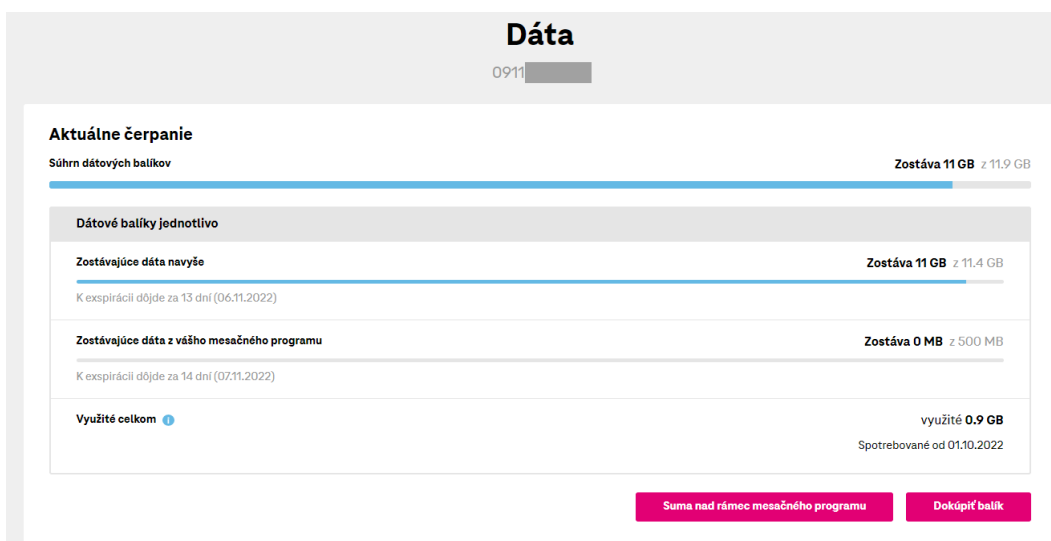 Dáta
0911
Aktuálne čerpanie
Súhrn dátových balíkov Zostáva 11 GB z 11.9 GB
Dátové balíky jednotlivo
Zostávajúce dáta navyše Zostáva 11 GB z 11.4 GB
K exspirácii dôjde za 13 dní (06.11.2022)
Zostávajúce dáta z vášho mesačného programu Zostáva 0 MB z 500 MB
K exspirácii dôjde za 14 dní (07.11.2022)
Využité celkom i využité 0.9 GB
Spotrebované od 01.10.2022
Suma nad rámec mesačného programu Dokúpiť balík